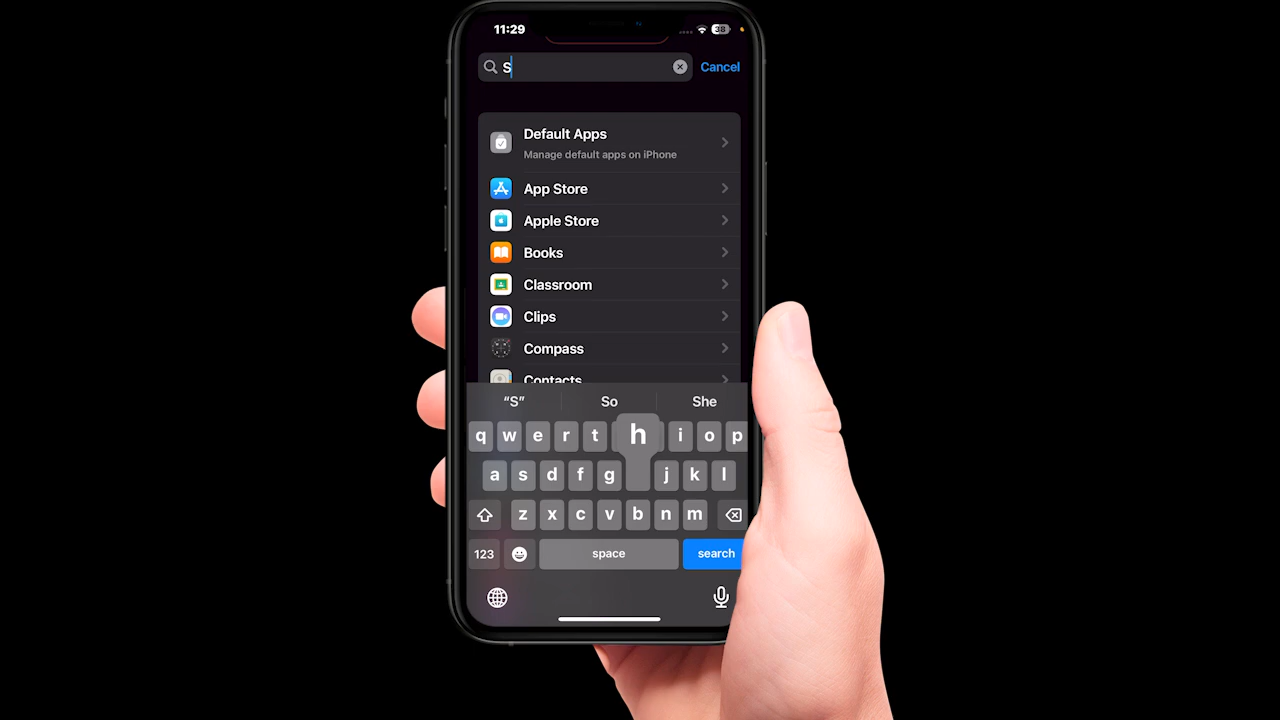 11:29
38
S
Cancel
Default Apps
Manage default apps on iPhone
App Store
Apple Store
Books
Classroom
Clips
Compass
Contacts
“S” So She
q w e r t h i o p
a s d f g j k l
z x c v b n m
123 space search